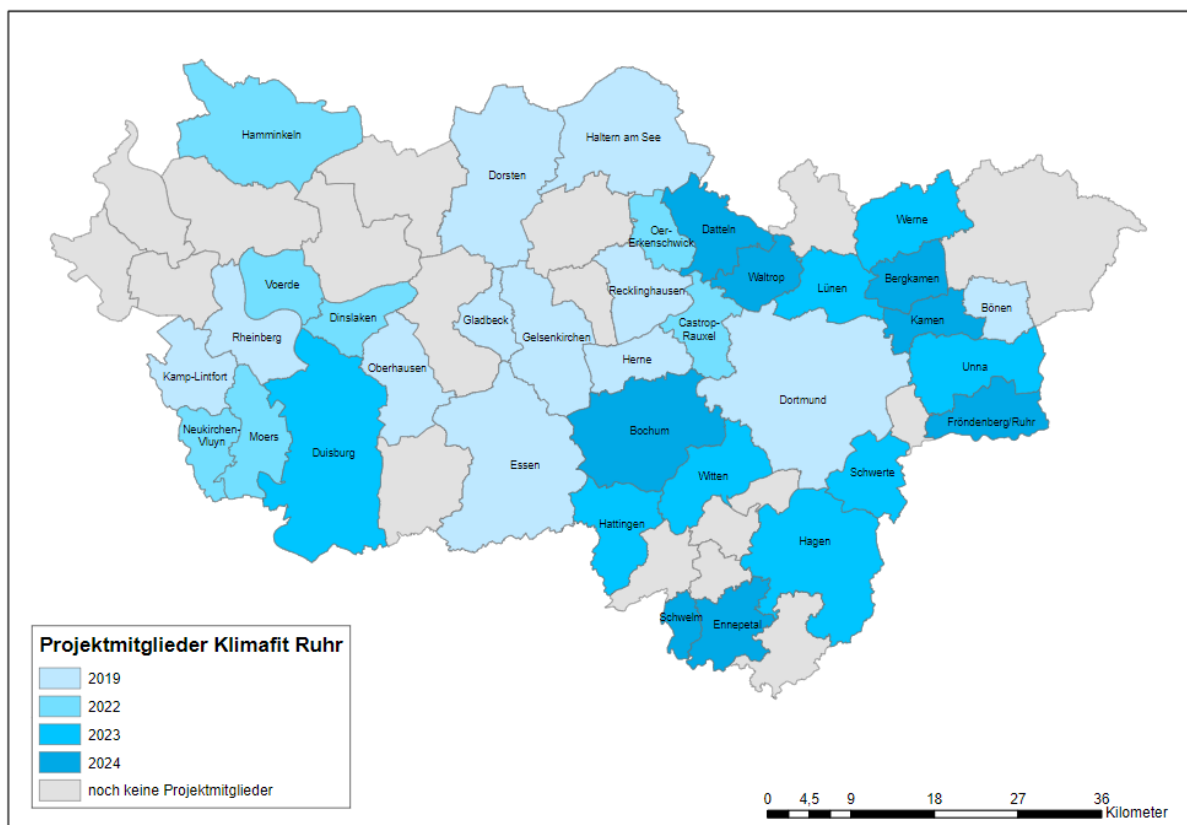 Hamminkeln
Haltern am See
Dorsten
Oer-
Erkenschwick
Datteln
Werne
Waltrop
Lünen
Bergkamen
Voerde
Recklinghausen
Bönen
Dinslaken
Gladbeck
Gelsenkirchen
Castrop-
Rauxel
Kamen
Rheinberg
Herne
Oberhausen
Unna
Kamp-Lintfort
Dortmund
Fröndenberg/Ruhr
Neukirchen-
Vluyn
Moers
Bochum
Duisburg
Essen
Witten
Schwerte
Hattingen
Hagen
Schwelm
Ennepetal
Projektmitglieder Klimafit Ruhr
2019
2022
2023
2024
noch keine Projektmitglieder
0 4,5 9 18 27 36
Kilometer